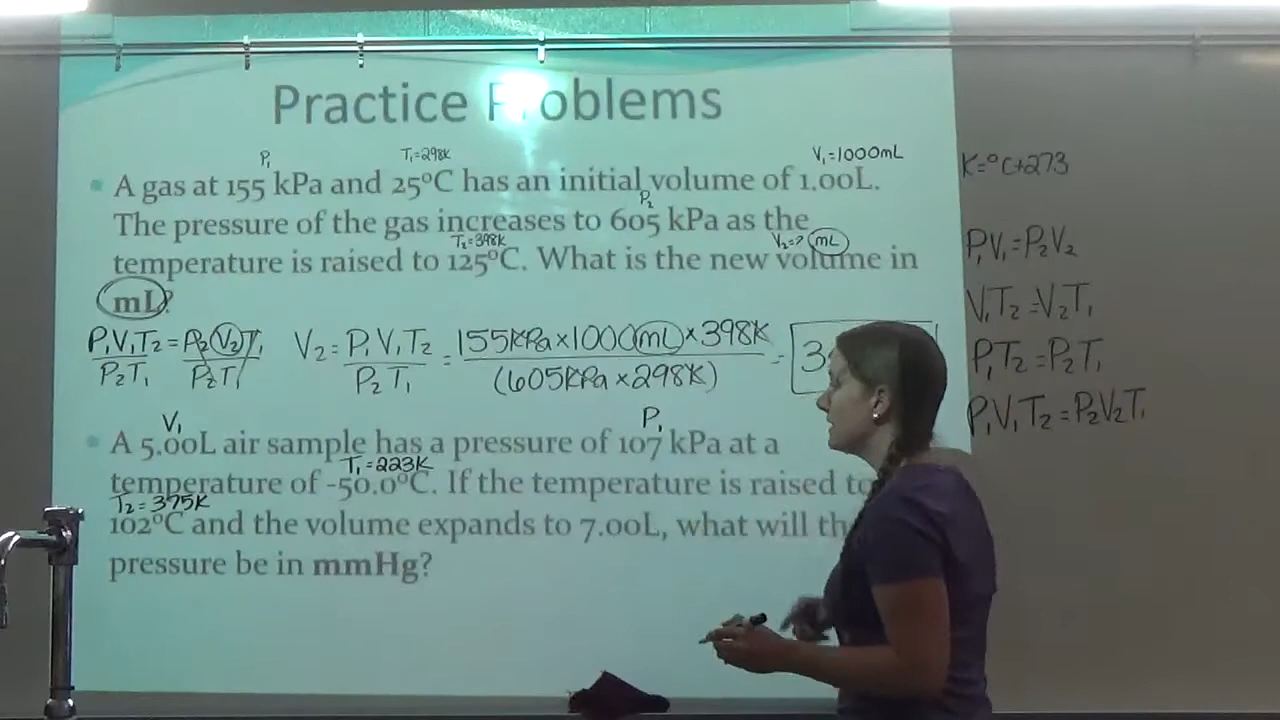 Practice Problems
P₁ T₁=298K V₁=1000mL
A gas at 155 kPa and 25°C has an initial volume of 1.00L.
P₂
The pressure of the gas increases to 605 kPa as the
T₂=398K V₂=? mL
temperature is raised to 125°C. What is the new volume in
mL?
P₁V₁T₂=P₂V₂T₁ V₂=P₁V₁T₂ = 155kPa×1000mL×398K =
P₂T₁ P₂T₁ P₂T₁ (605kPa×298K)
V₁ P₁
A 5.00L air sample has a pressure of 107 kPa at a
T₁=223K
temperature of -50.0°C. If the temperature is raised to
T₂=375K
102°C and the volume expands to 7.00L, what will
pressure be in mmHg?
K=°C+273
P₁V₁=P₂V₂
V₁T₂=V₂T₁
P₁T₂=P₂T₁
P₁V₁T₂=P₂V₂T₁